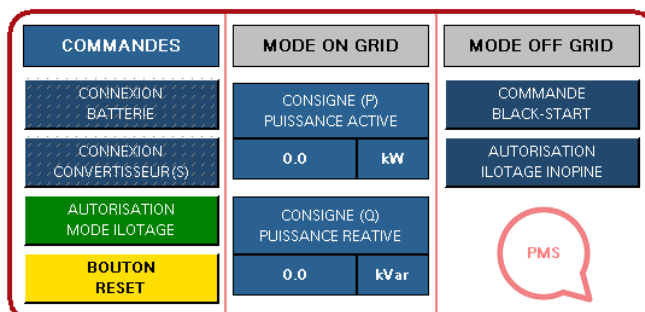 COMMANDES
CONNEXION
BATTERIE
CONNEXION
CONVERTISSEUR(S)
AUTORISATION
MODE ILOTAGE
BOUTON
RESET
MODE ON GRID
CONSIGNE (P)
PUISSANCE ACTIVE
0.0 kW
CONSIGNE (Q)
PUISSANCE REATIVE
0.0 kVar
MODE OFF GRID
COMMANDE
BLACK-START
AUTORISATION
ILOTAGE INOPINE
PMS